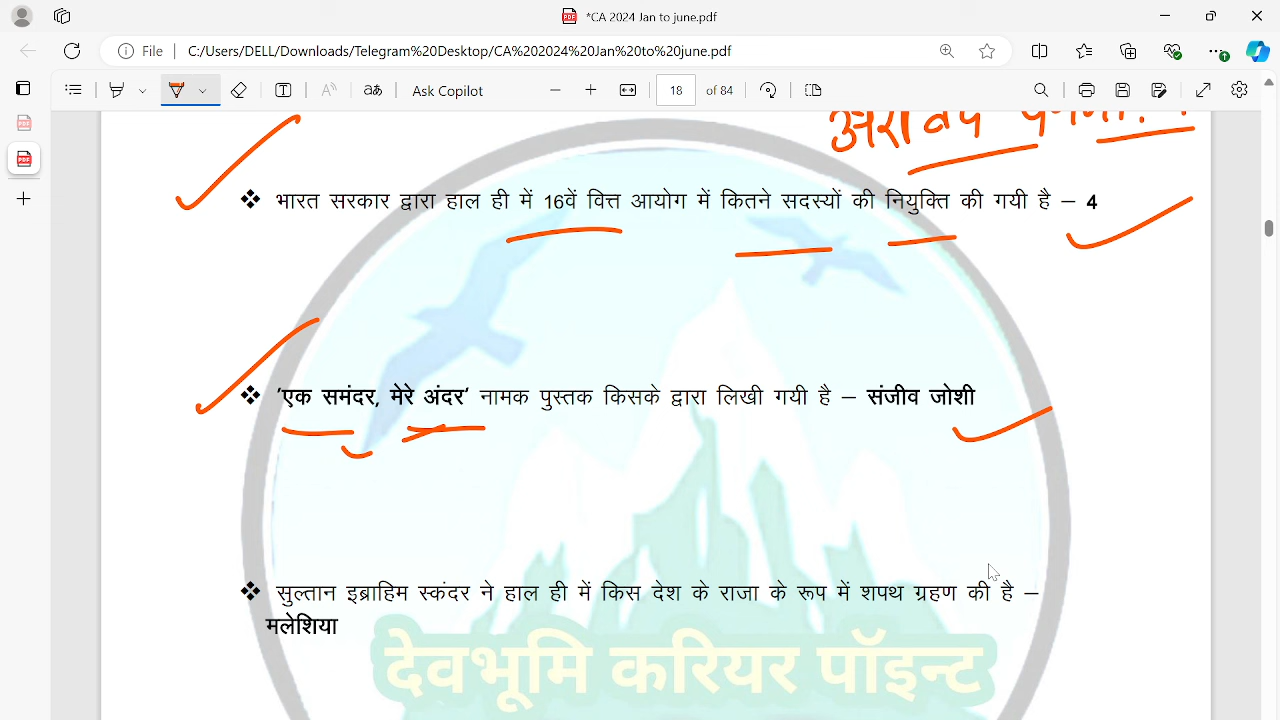 *CA 2024 Jan to june.pdf
File
C:/Users/DELL/Downloads/Telegram%20Desktop/CA%202024%20Jan%20to%20june.pdf
Ask Copilot
18 of 84
अरविंद
❖ भारत सरकार द्वारा हाल ही में 16वें वित्त आयोग में कितने सदस्यों की नियुक्ति की गयी है – 4
❖ 'एक समंदर, मेरे अंदर' नामक पुस्तक किसके द्वारा लिखी गयी है – संजीव जोशी
❖ सुल्तान इब्राहिम स्कंदर ने हाल ही में किस देश के राजा के रूप में शपथ ग्रहण की है –
मलेशिया
देवभूमि करियर पॉइन्ट